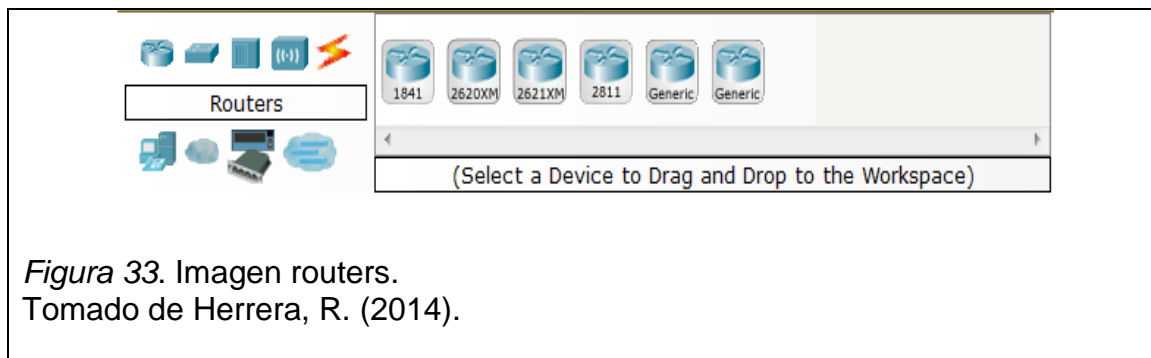 Routers
1841 2620XM 2621XM 2811 Generic Generic
(Select a Device to Drag and Drop to the Workspace)
Figura 33. Imagen routers.
Tomado de Herrera, R. (2014).